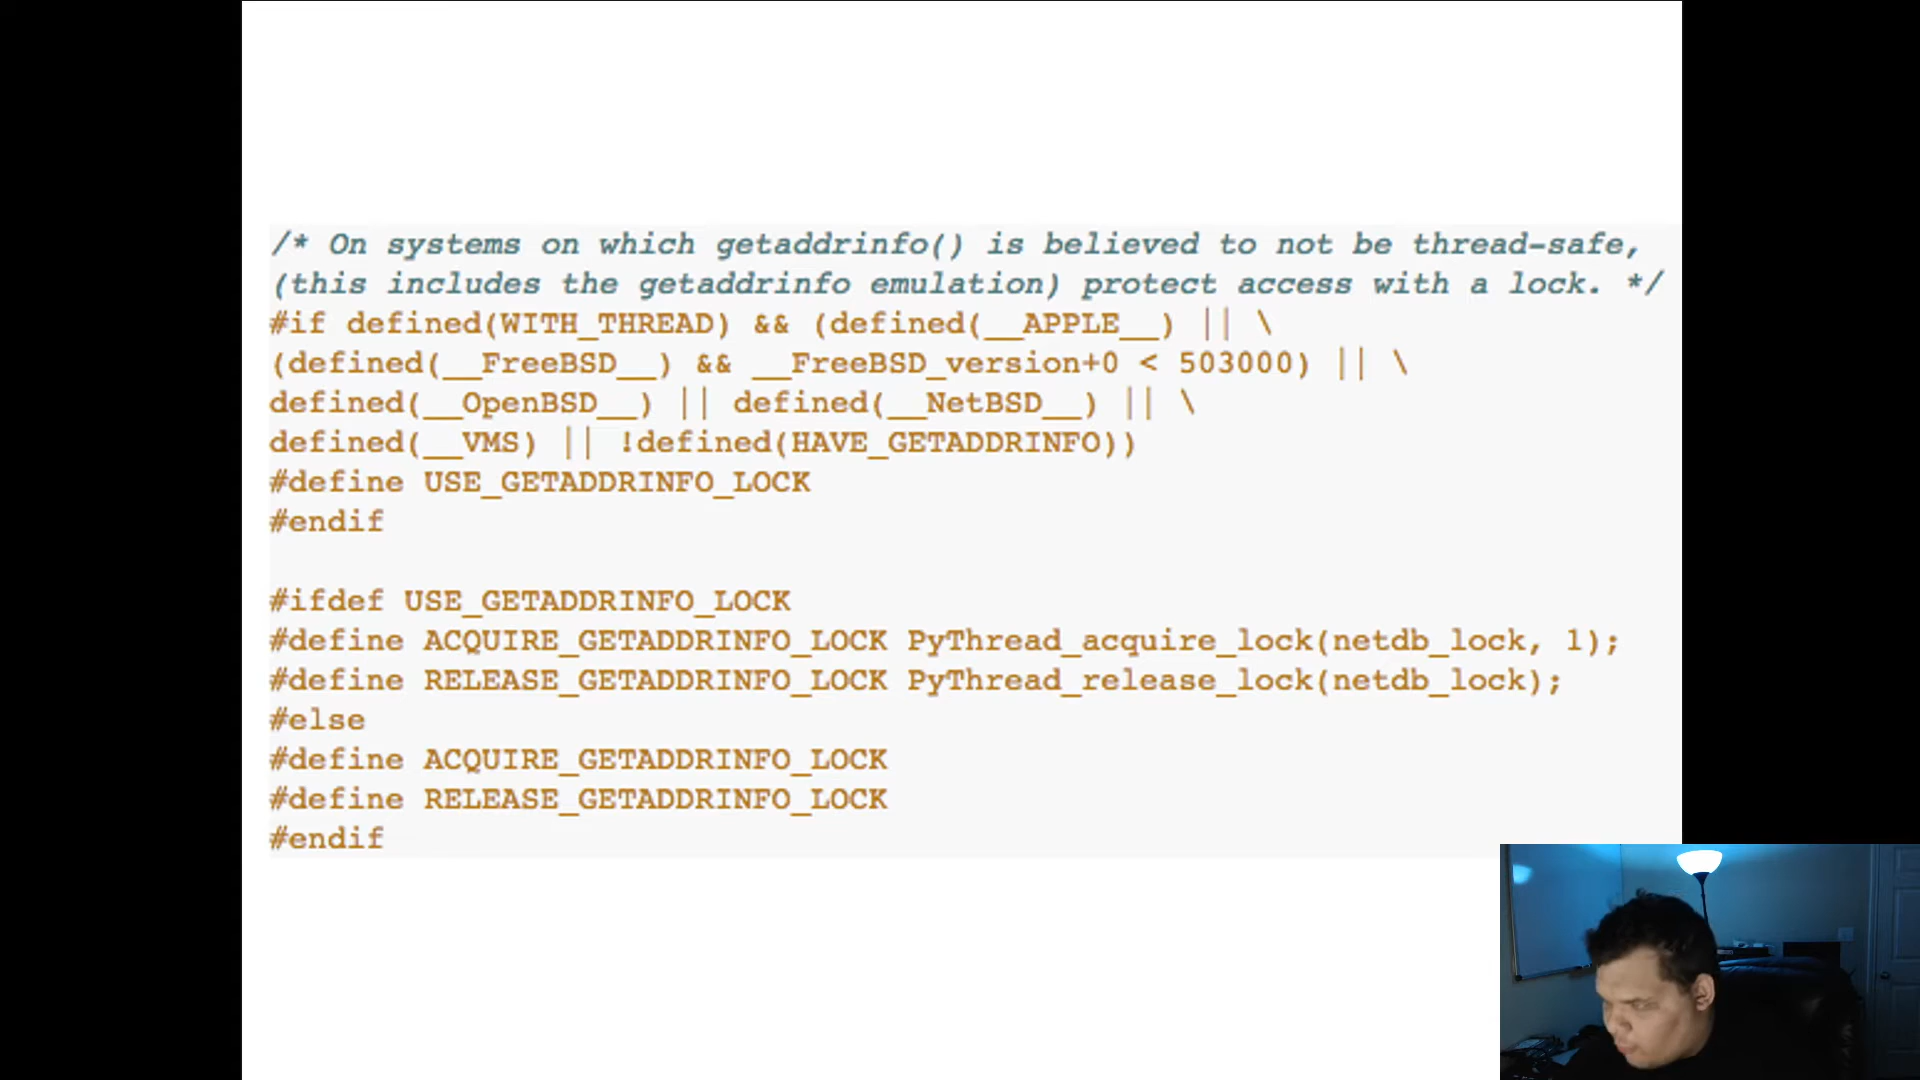 /* On systems on which getaddrinfo() is believed to not be thread-safe,
(this includes the getaddrinfo emulation) protect access with a lock. */
#if defined(WITH_THREAD) && (defined(__APPLE__) || \
(defined(__FreeBSD__) && __FreeBSD_version+0 < 503000) || \
defined(__OpenBSD__) || defined(__NetBSD__) || \
defined(__VMS) || !defined(HAVE_GETADDRINFO))
#define USE_GETADDRINFO_LOCK
#endif
#ifdef USE_GETADDRINFO_LOCK
#define ACQUIRE_GETADDRINFO_LOCK PyThread_acquire_lock(netdb_lock, 1);
#define RELEASE_GETADDRINFO_LOCK PyThread_release_lock(netdb_lock);
#else
#define ACQUIRE_GETADDRINFO_LOCK
#define RELEASE_GETADDRINFO_LOCK
#endif